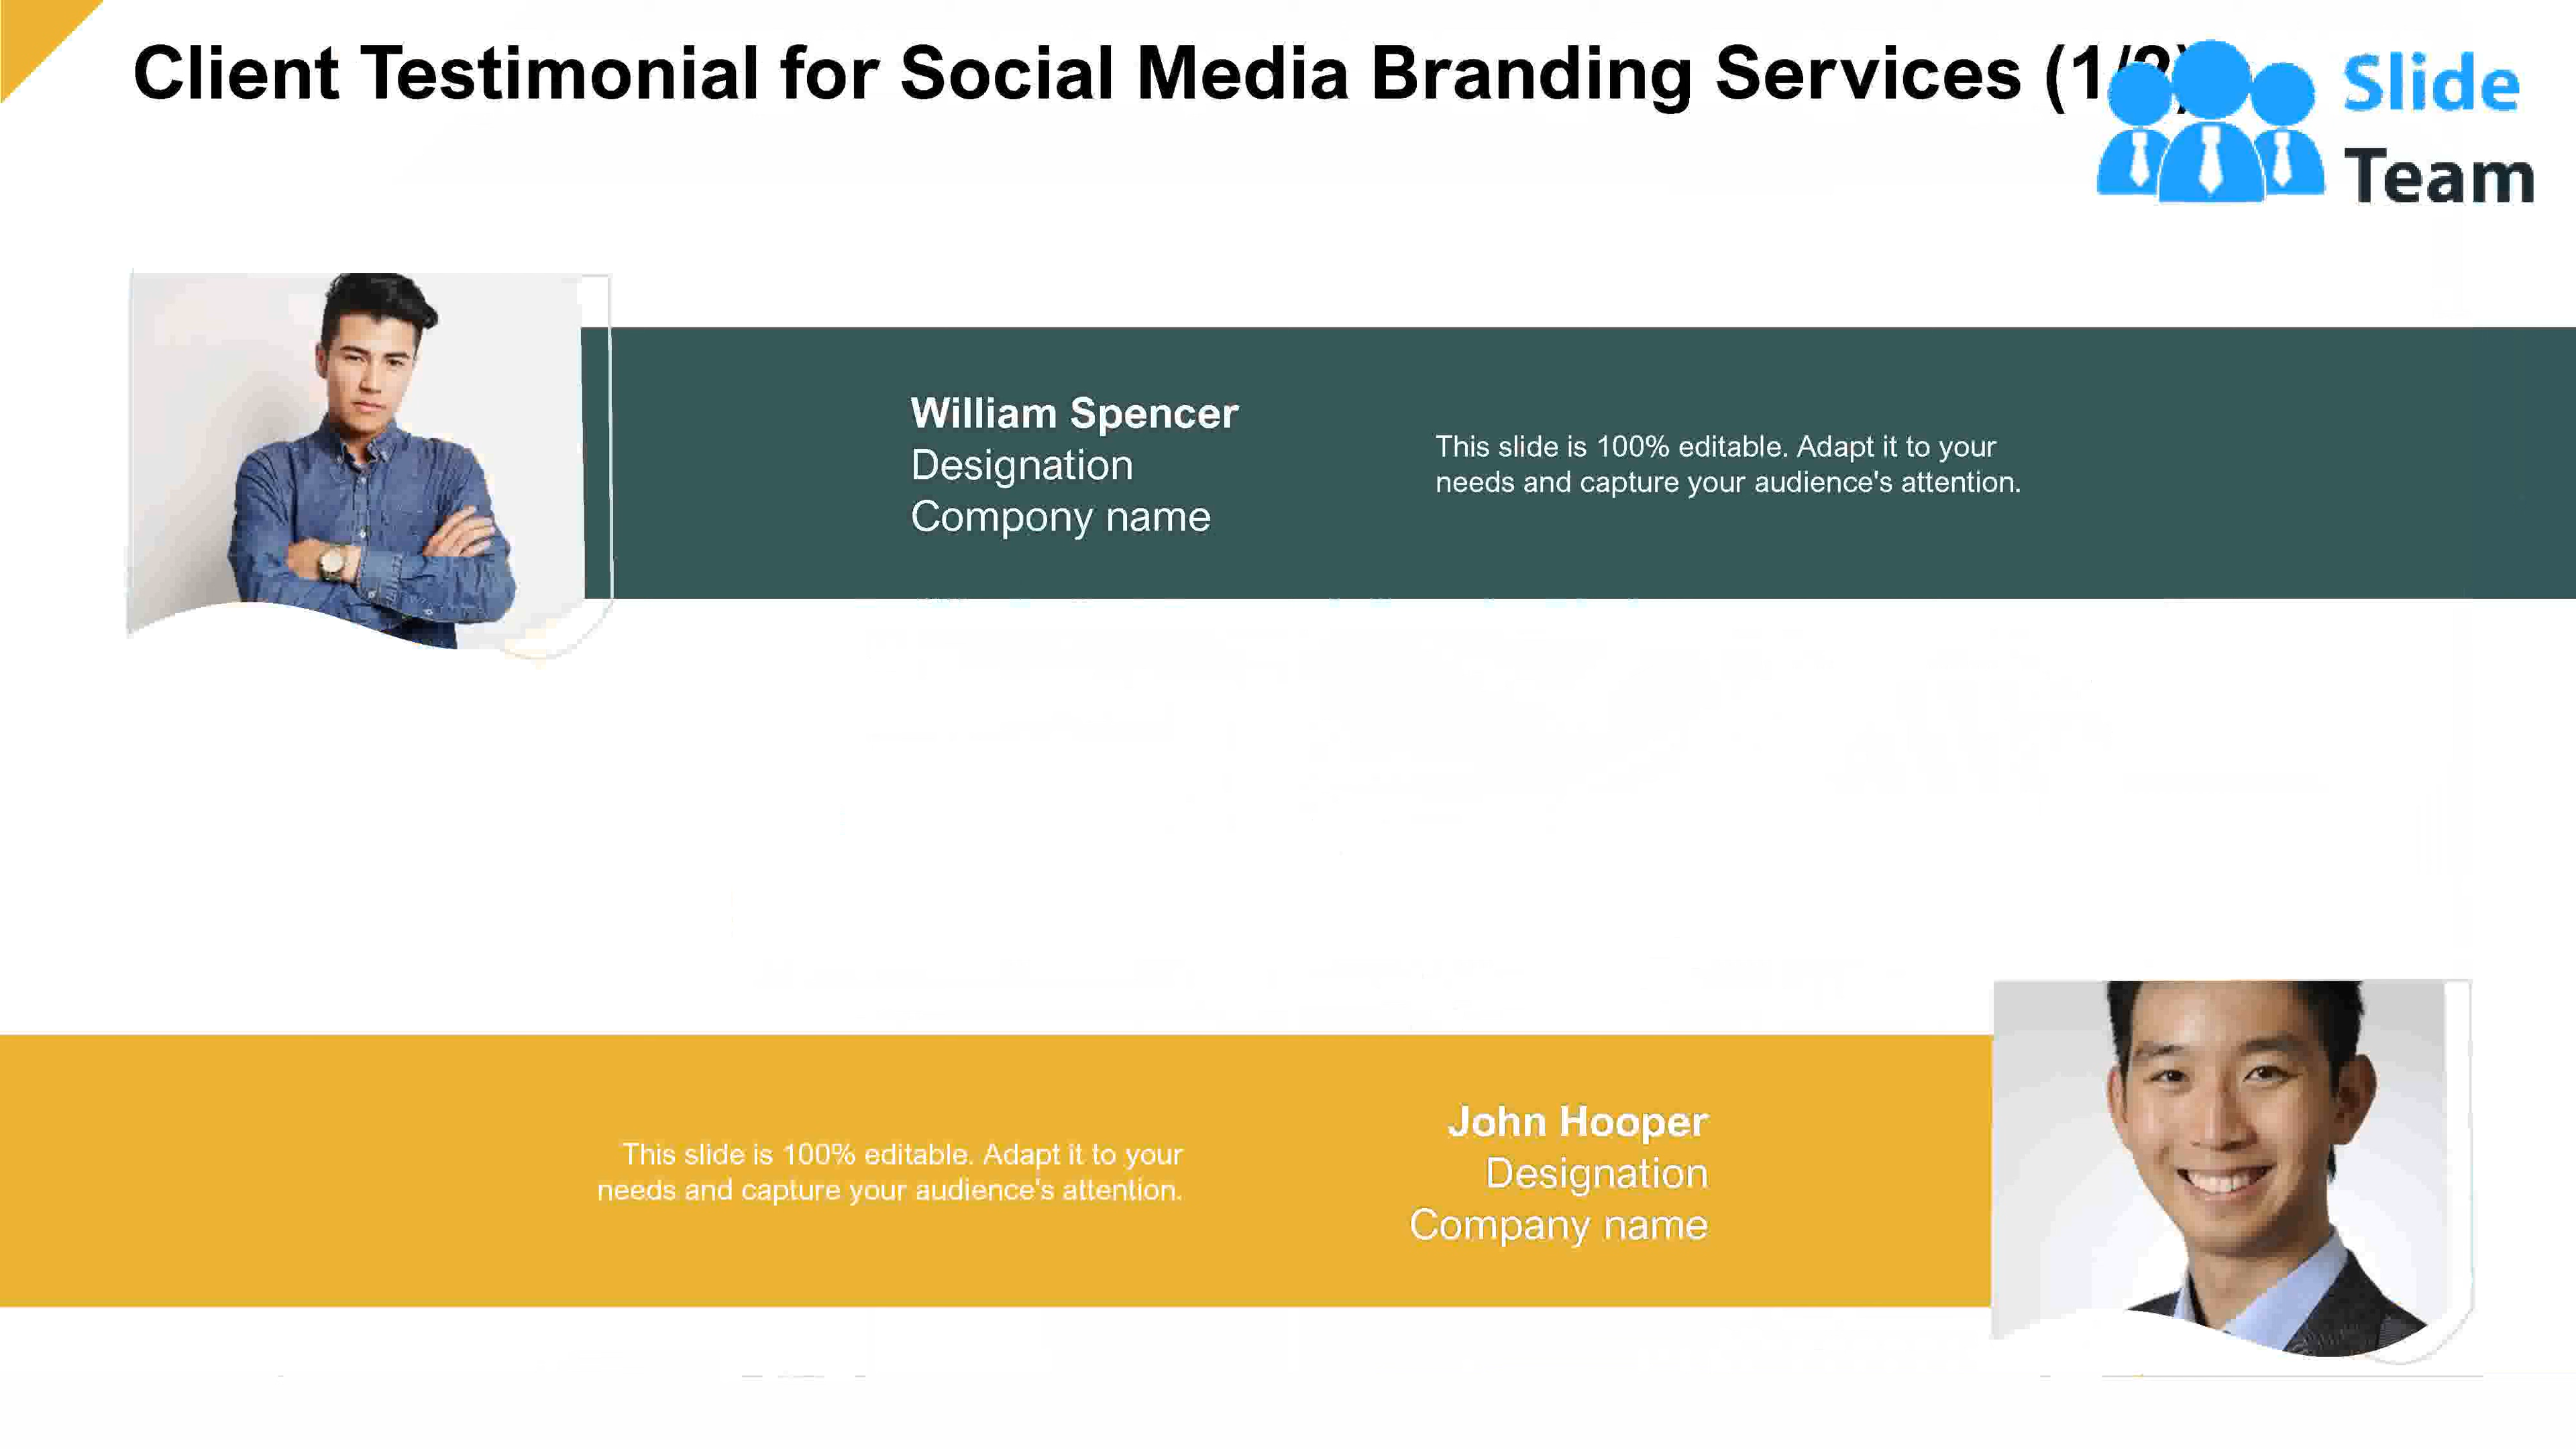 Client Testimonial for Social Media Branding Services (1/2)
Slide
Team
William Spencer
Designation
Compony name
This slide is 100% editable. Adapt it to your
needs and capture your audience's attention.
This slide is 100% editable. Adapt it to your
needs and capture your audience's attention.
John Hooper
Designation
Company name